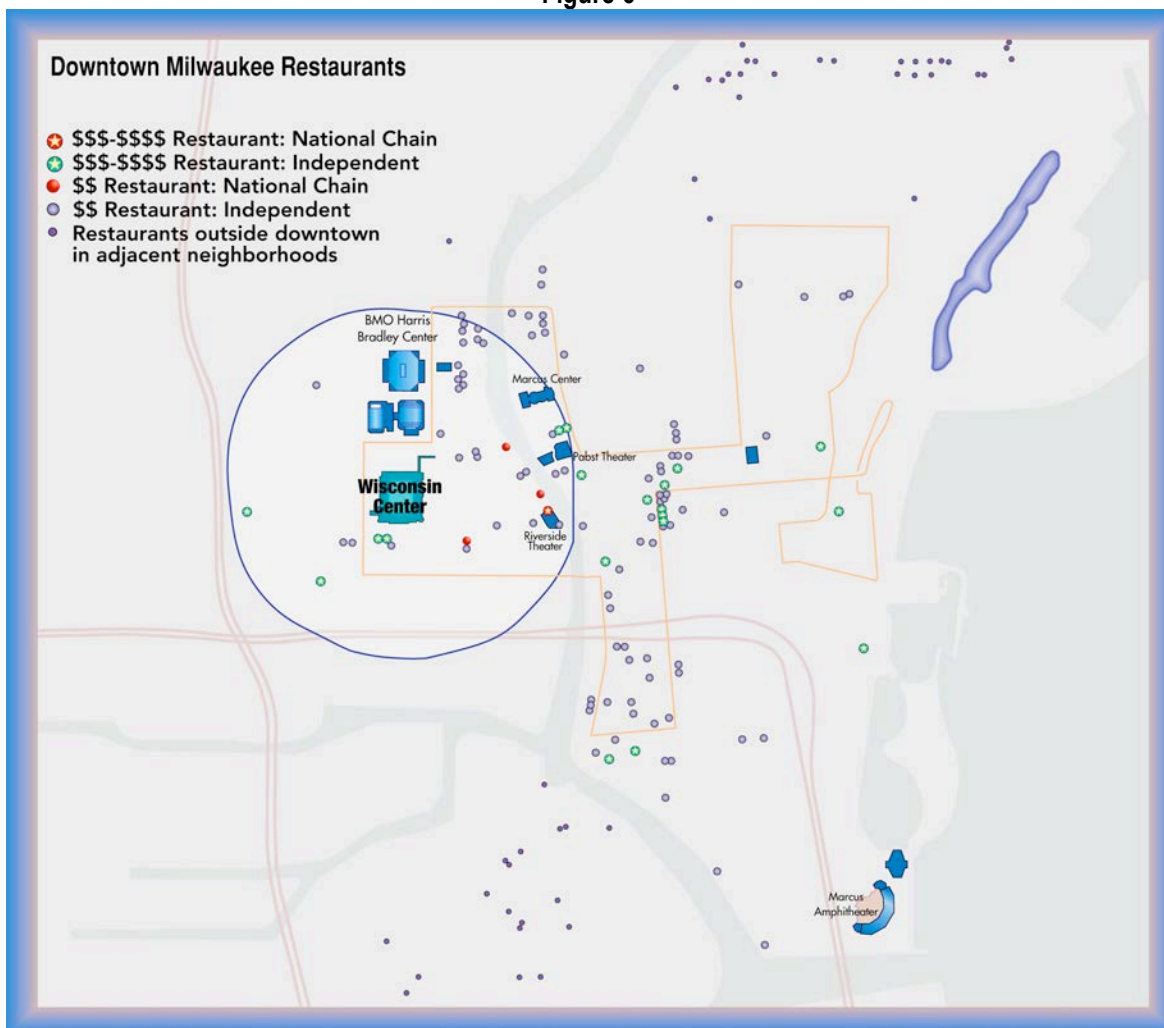 Downtown Milwaukee Restaurants
$$$-$$$$ Restaurant: National Chain
$$$-$$$$ Restaurant: Independent
$$ Restaurant: National Chain
$$ Restaurant: Independent
Restaurants outside downtown
in adjacent neighborhoods
BMO Harris
Bradley Center
Marcus Center
Pabst Theater
Wisconsin
Center
Riverside
Theater
Marcus
Amphitheater